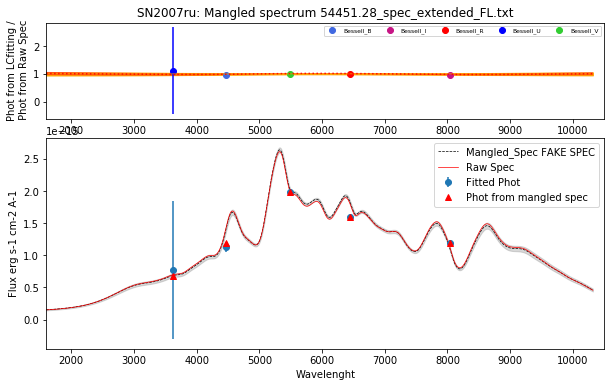 SN2007ru: Mangled spectrum 54451.28_spec_extended_FL.txt
Phot from LCfitting /
Phot from Raw Spec
2
1
0
Bessell_B
Bessell_I
Bessell_R
Bessell_U
Bessell_V
2000 3000 4000 5000 6000 7000 8000 9000 10000
Flux erg s-1 cm-2 A-1
2.5
2.0
1.5
1.0
0.5
0.0
Mangled_Spec FAKE SPEC
Raw Spec
Fitted Phot
Phot from mangled spec
2000 3000 4000 5000 6000 7000 8000 9000 10000
Wavelenght